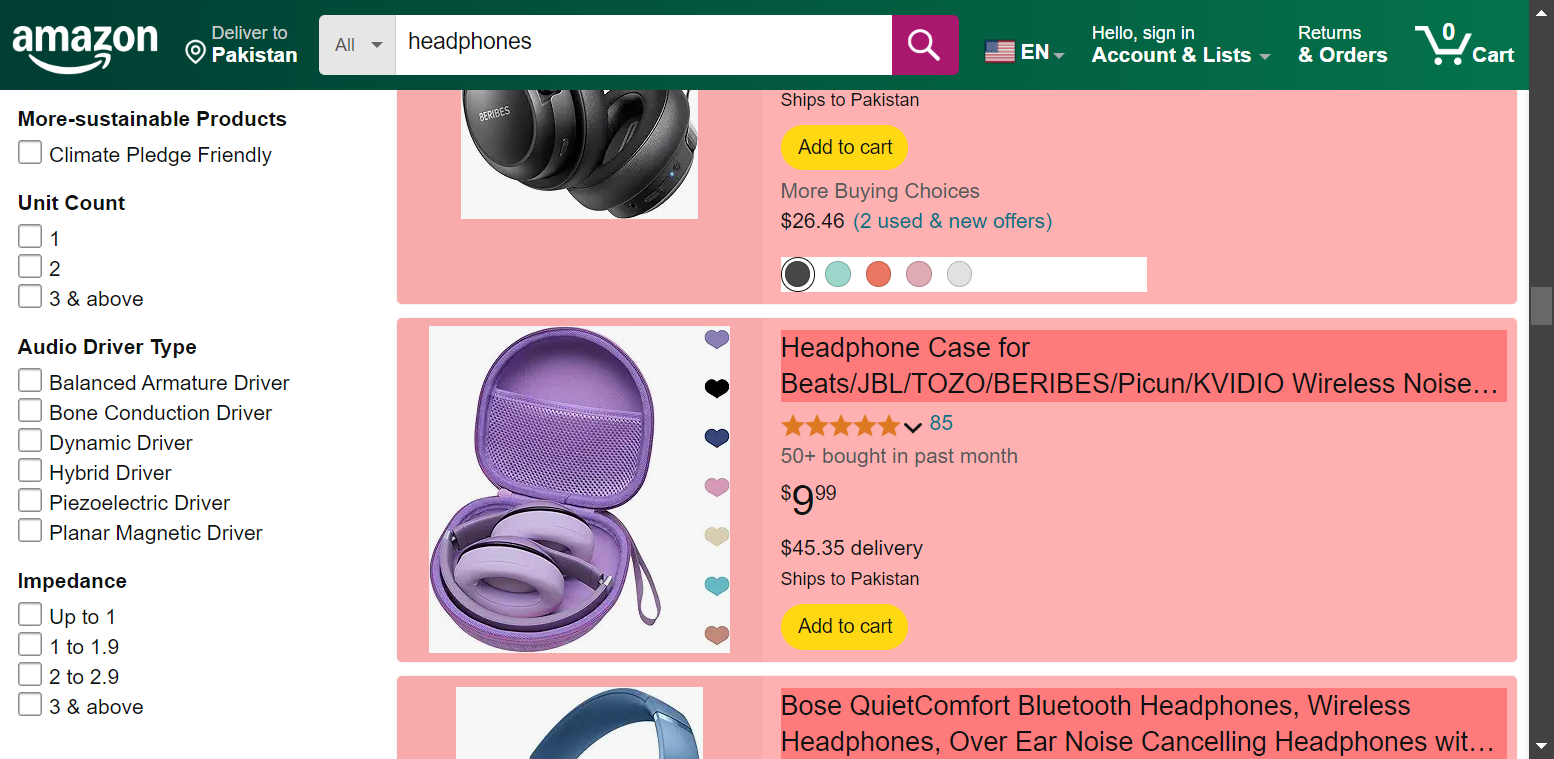 amazon
Deliver to
Pakistan
All
headphones
EN
Hello, sign in
Account & Lists
Returns
& Orders
0
Cart
More-sustainable Products
Climate Pledge Friendly
Unit Count
1
2
3 & above
Audio Driver Type
Balanced Armature Driver
Bone Conduction Driver
Dynamic Driver
Hybrid Driver
Piezoelectric Driver
Planar Magnetic Driver
Impedance
Up to 1
1 to 1.9
2 to 2.9
3 & above
BERIBES
Ships to Pakistan
Add to cart
More Buying Choices
$26.46 (2 used & new offers)
Headphone Case for
Beats/JBL/TOZO/BERIBES/Picun/KVIDIO Wireless Noise…
85
50+ bought in past month
$9 99
$45.35 delivery
Ships to Pakistan
Add to cart
Bose QuietComfort Bluetooth Headphones, Wireless
Headphones, Over Ear Noise Cancelling Headphones wit…